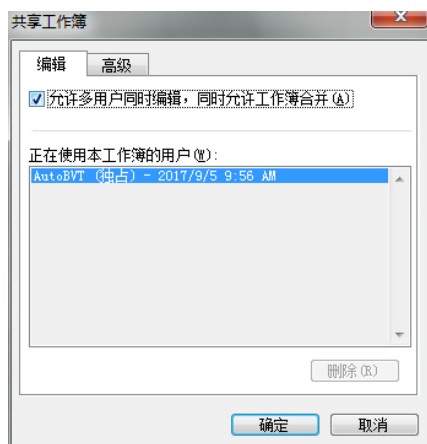 共享工作簿
编辑 高级
允许多用户同时编辑，同时允许工作簿合并(A)
正在使用本工作簿的用户(W):
AutoBVT (独占) - 2017/9/5 9:56 AM
删除(R)
确定 取消